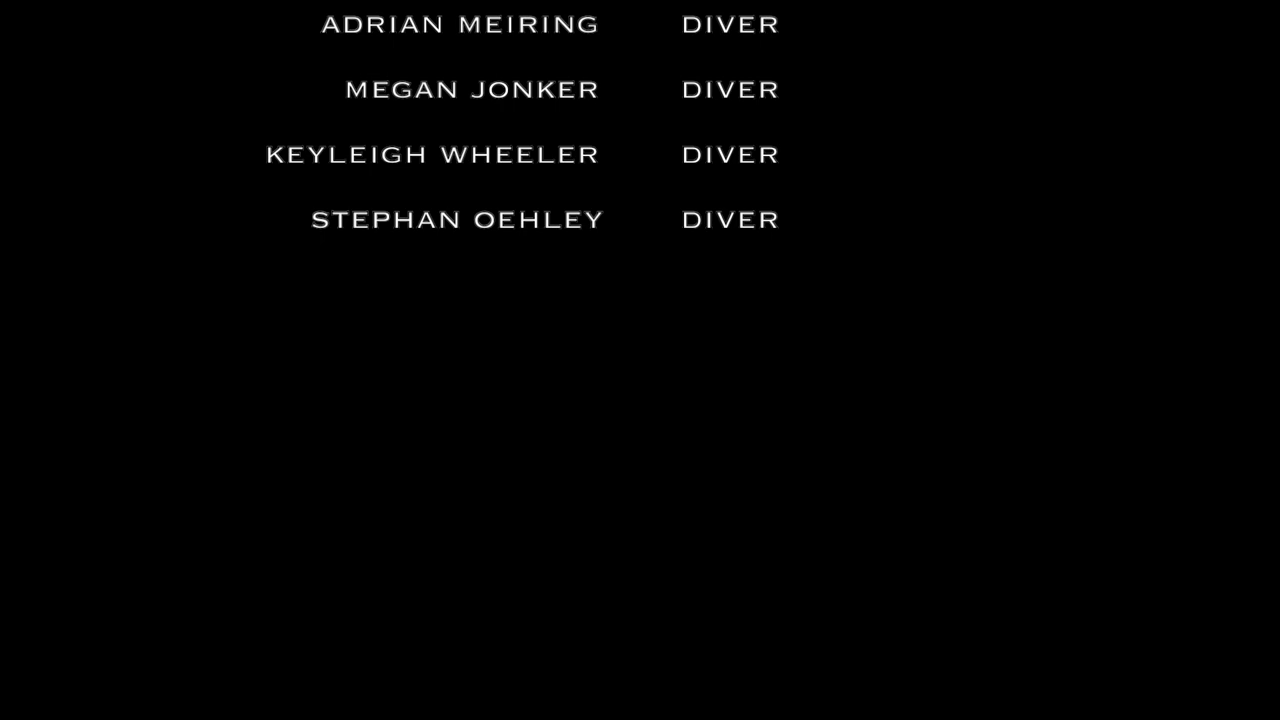 ADRIAN MEIRING DIVER
MEGAN JONKER DIVER
KEYLEIGH WHEELER DIVER
STEPHAN OEHLEY DIVER